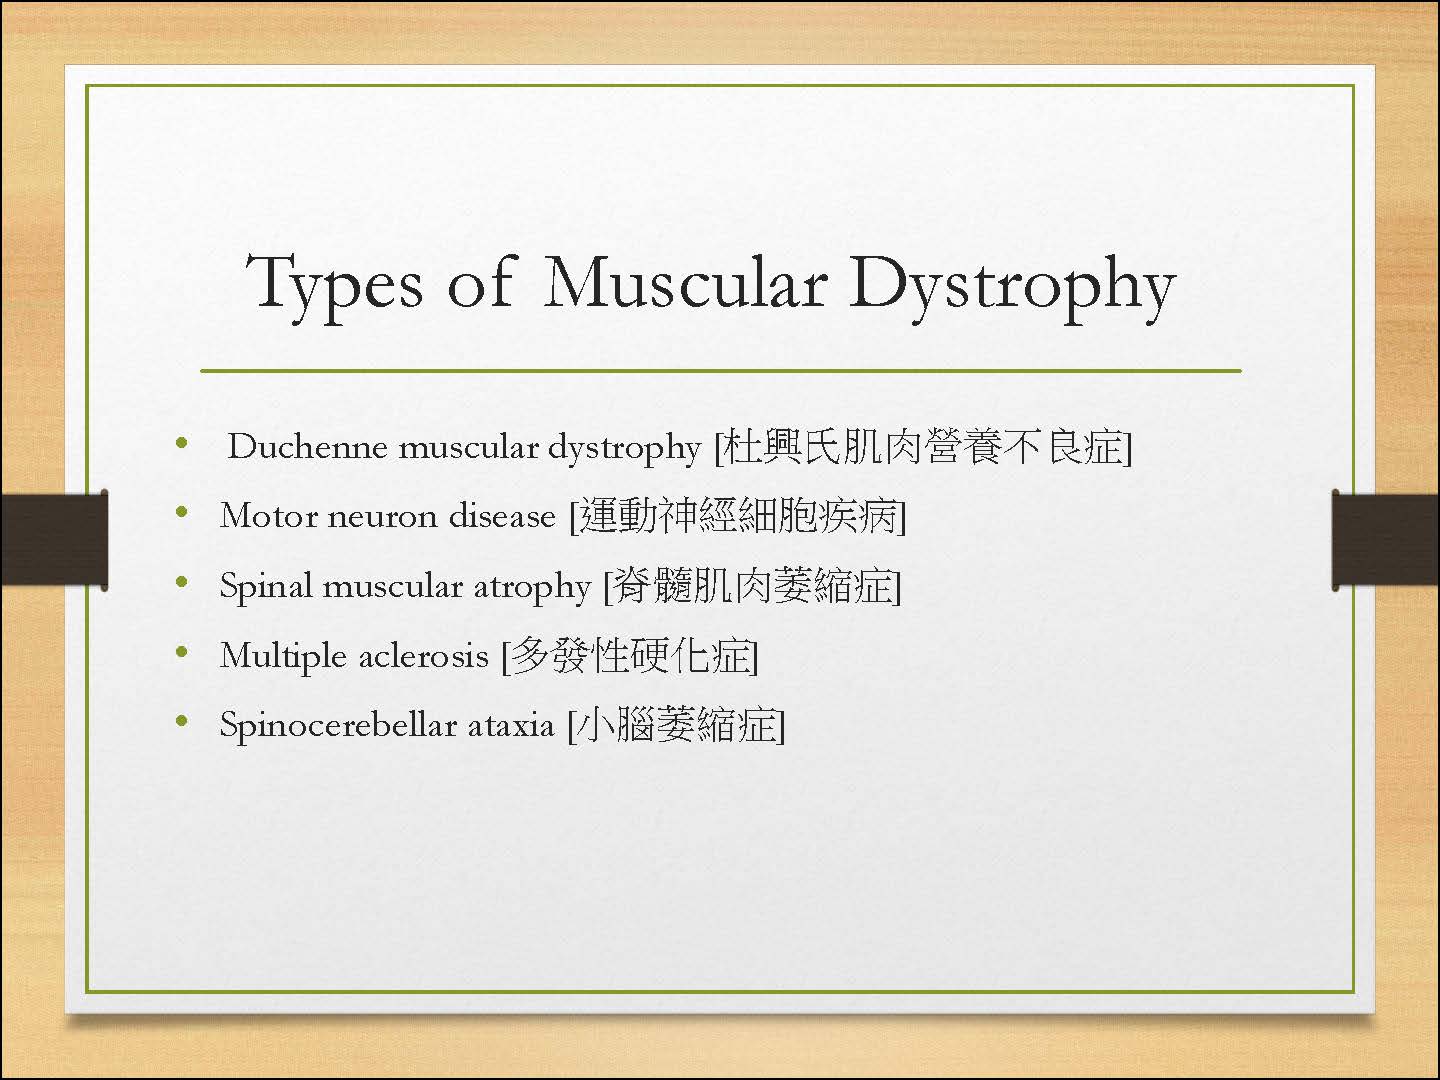 Types of Muscular Dystrophy
• Duchenne muscular dystrophy [杜興氏肌肉營養不良症]
• Motor neuron disease [運動神經細胞疾病]
• Spinal muscular atrophy [脊髓肌肉萎縮症]
• Multiple aclerosis [多發性硬化症]
• Spinocerebellar ataxia [小腦萎縮症]